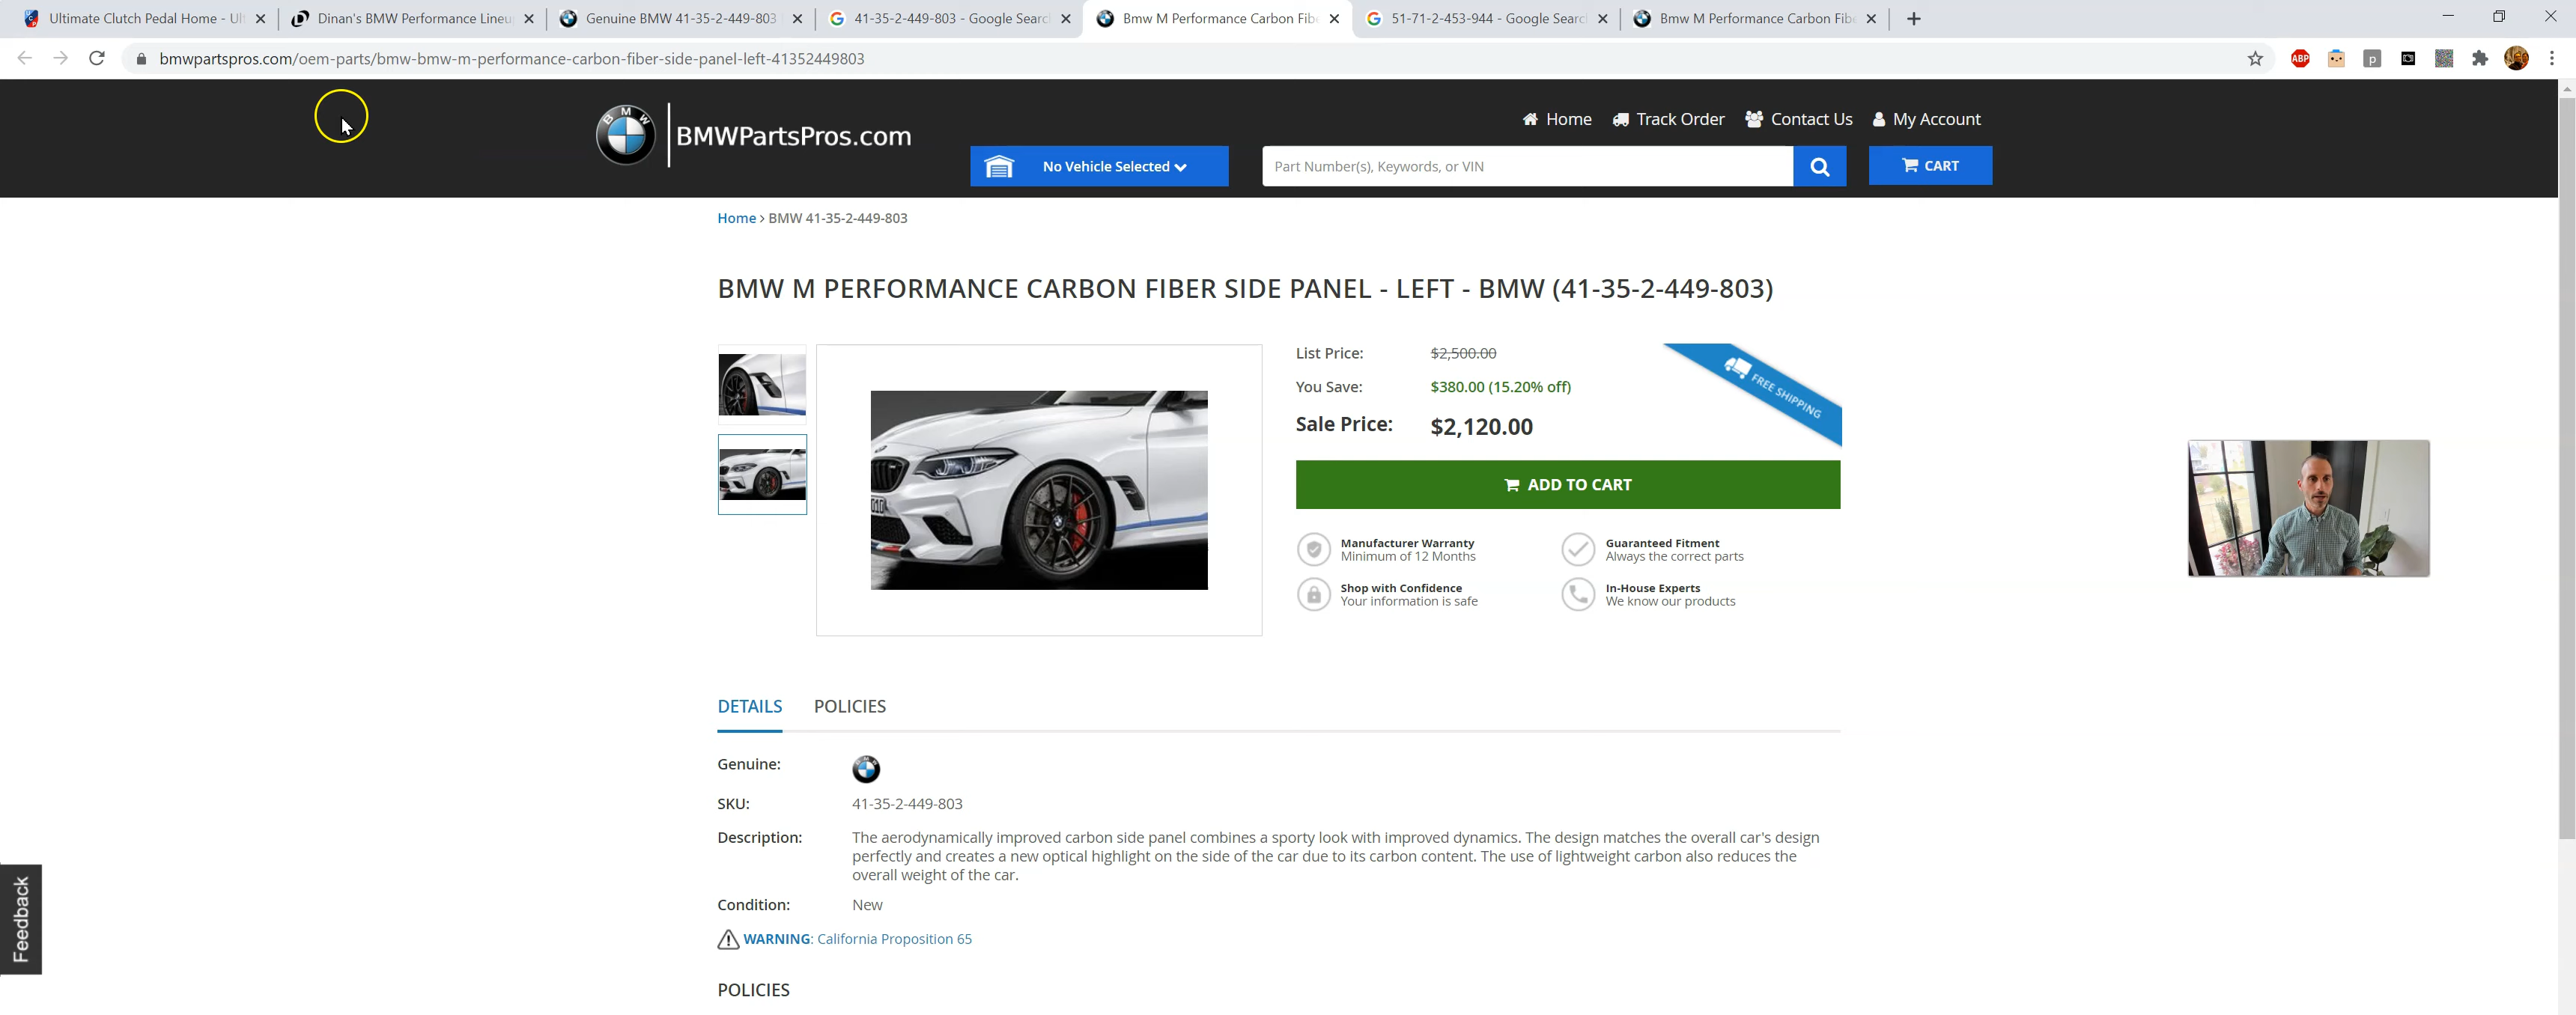 Ultimate Clutch Pedal Home - Ul
Dinan's BMW Performance Lineu
Genuine BMW 41-35-2-449-803
41-35-2-449-803 - Google Searc
Bmw M Performance Carbon Fib
51-71-2-453-944 - Google Searc
Bmw M Performance Carbon Fib
bmwpartspros.com/oem-parts/bmw-bmw-m-performance-carbon-fiber-side-panel-left-41352449803
ABP
p
BMW
BMWPartsPros.com
Home
Track Order
Contact Us
My Account
No Vehicle Selected
Part Number(s), Keywords, or VIN
CART
Home > BMW 41-35-2-449-803
BMW M PERFORMANCE CARBON FIBER SIDE PANEL - LEFT - BMW (41-35-2-449-803)
List Price: $2,500.00
You Save: $380.00 (15.20% off)
Sale Price: $2,120.00
FREE SHIPPING
ADD TO CART
Manufacturer Warranty
Minimum of 12 Months
Guaranteed Fitment
Always the correct parts
Shop with Confidence
Your information is safe
In-House Experts
We know our products
DETAILS
POLICIES
Genuine:
SKU: 41-35-2-449-803
Description: The aerodynamically improved carbon side panel combines a sporty look with improved dynamics. The design matches the overall car's design
perfectly and creates a new optical highlight on the side of the car due to its carbon content. The use of lightweight carbon also reduces the
overall weight of the car.
Condition: New
WARNING: California Proposition 65
POLICIES
Feedback